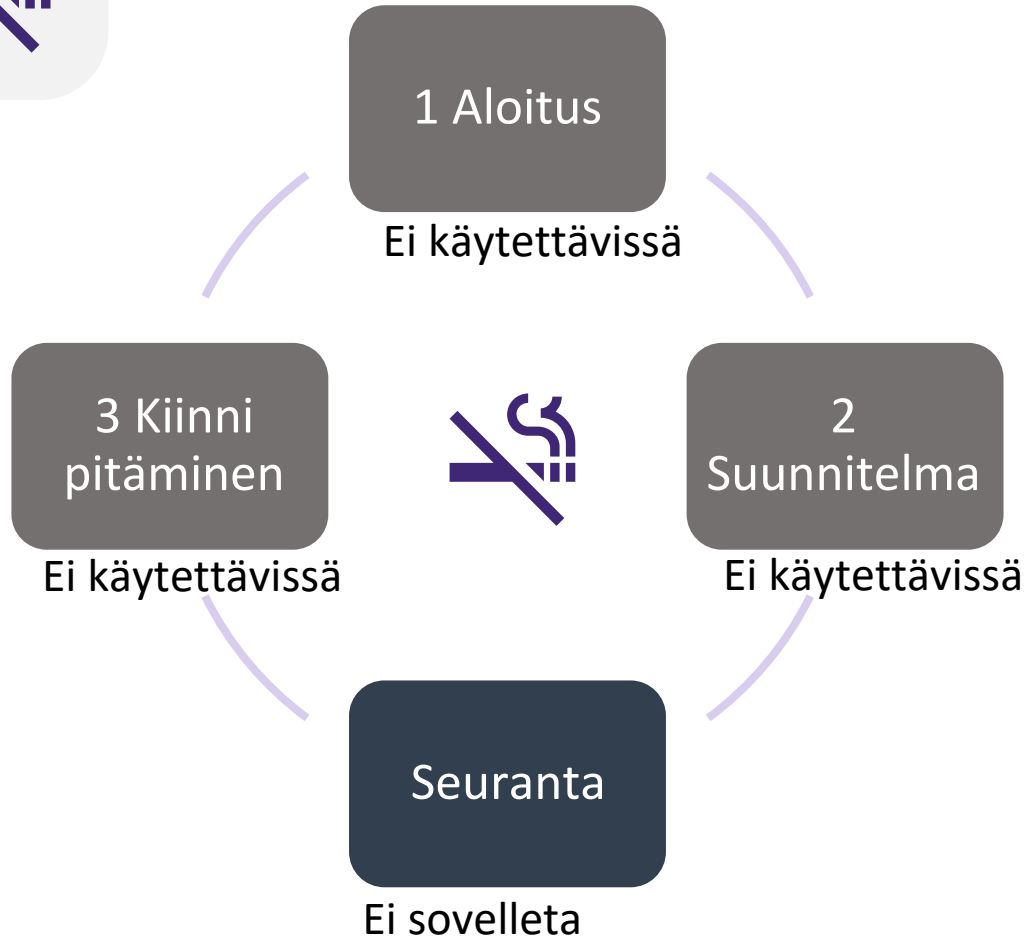 1 Aloitus
Ei käytettävissä
3 Kiinni
pitäminen
Ei käytettävissä
2
Suunnitelma
Ei käytettävissä
Seuranta
Ei sovelleta